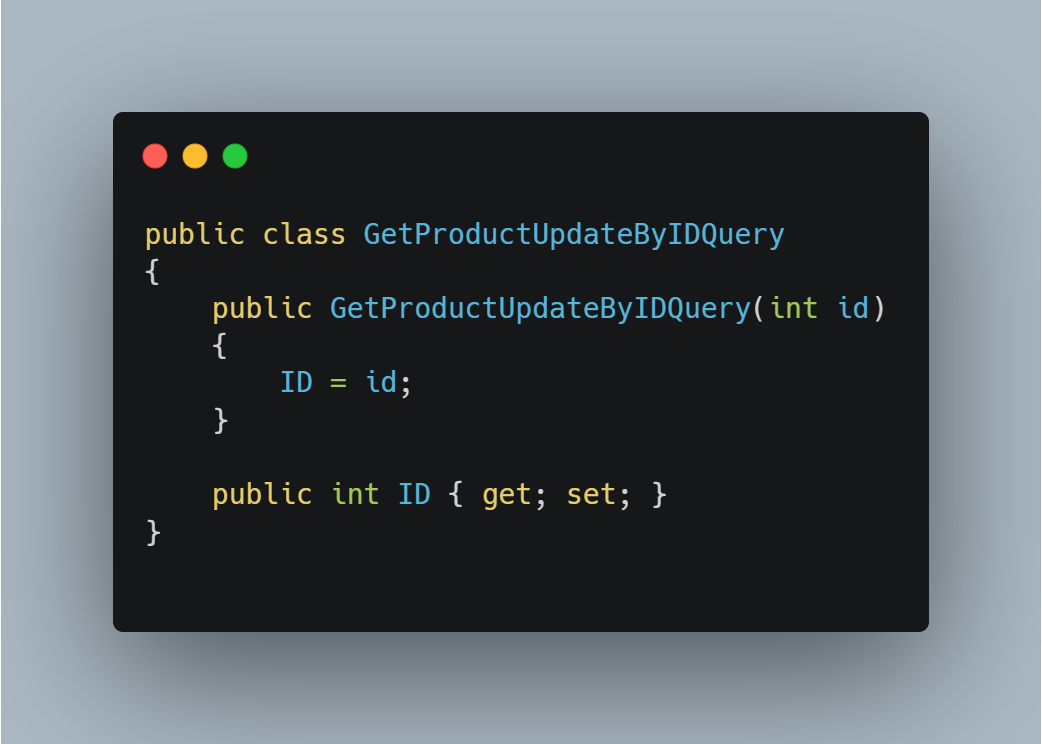 public class GetProductUpdateByIDQuery
{
    public GetProductUpdateByIDQuery(int id)
    {
        ID = id;
    }

    public int ID { get; set; }
}